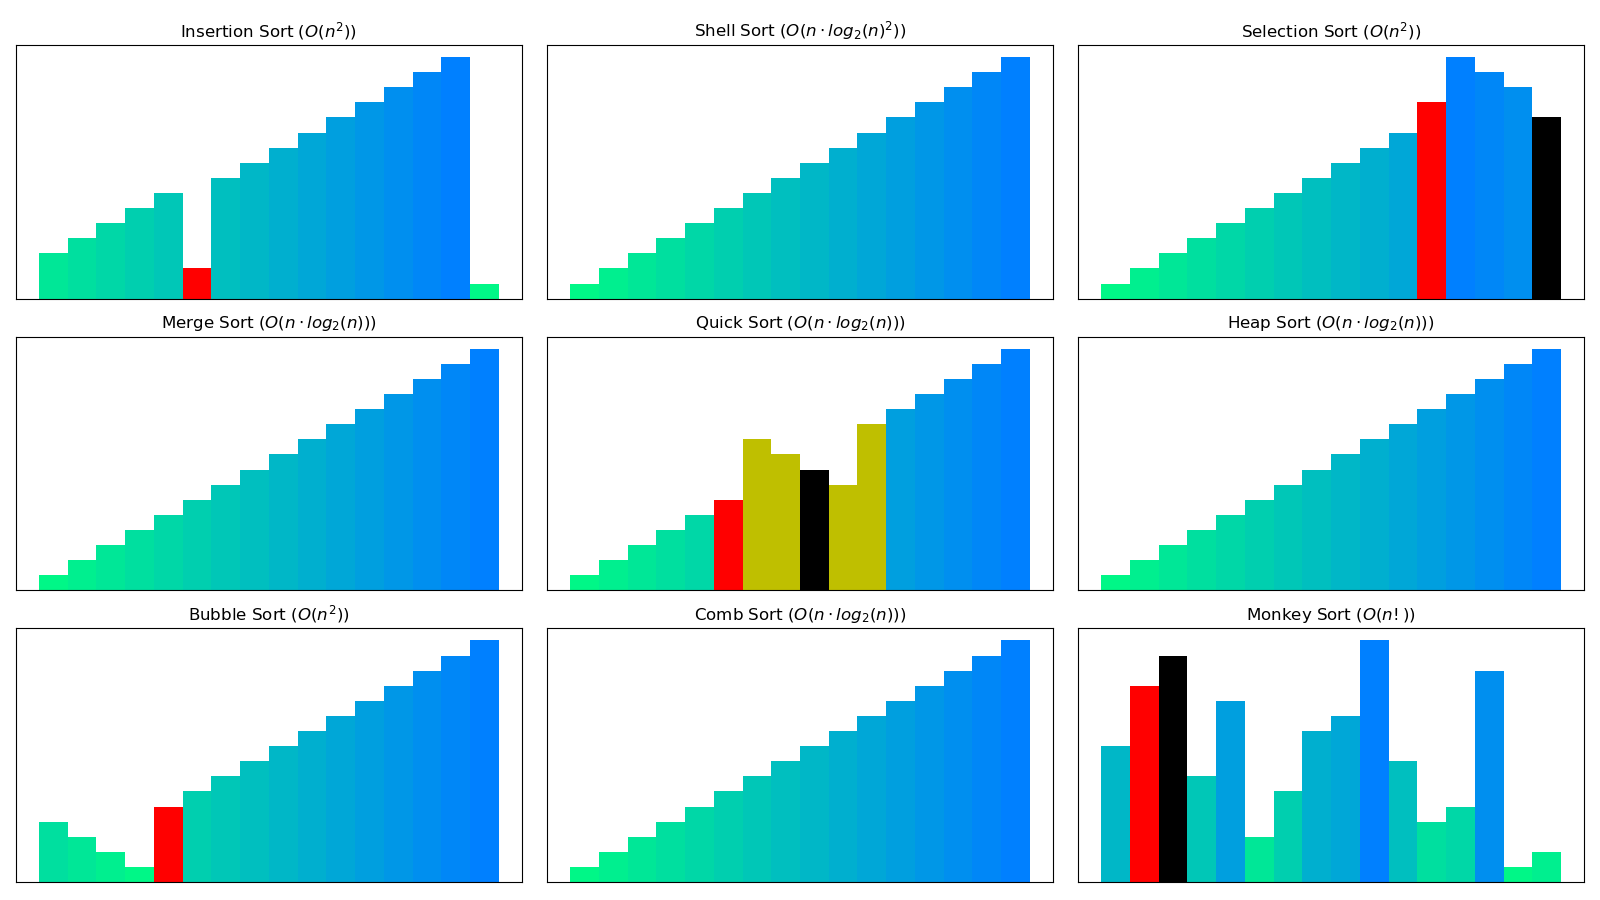 Insertion Sort (O(n²))
Shell Sort (O(n · log₂(n)²))
Selection Sort (O(n²))
Merge Sort (O(n · log₂(n)))
Quick Sort (O(n · log₂(n)))
Heap Sort (O(n · log₂(n)))
Bubble Sort (O(n²))
Comb Sort (O(n · log₂(n)))
Monkey Sort (O(n!))